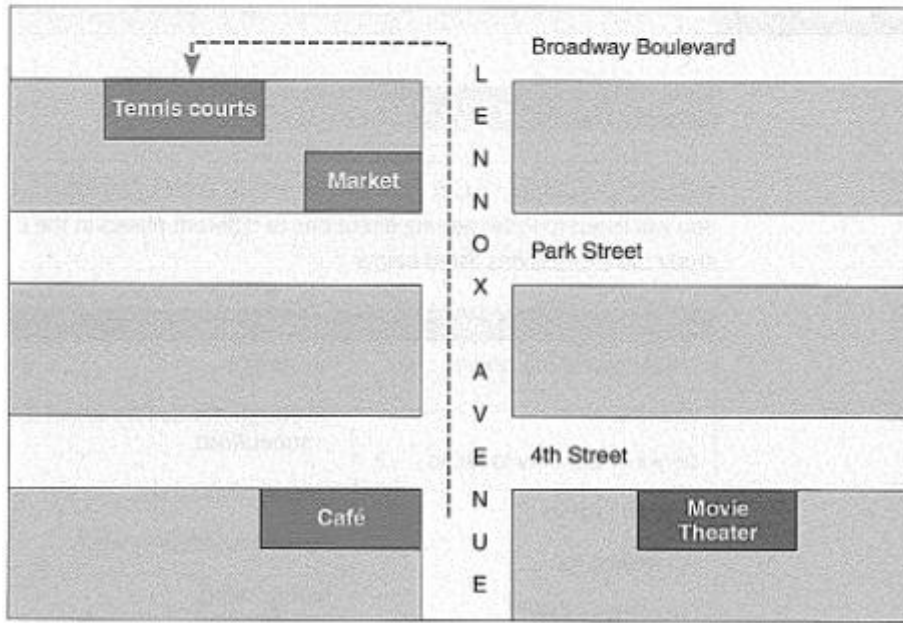 Broadway Boulevard
Tennis courts
Market
LENNOX AVENUE
Park Street
4th Street
Café
Movie
Theater